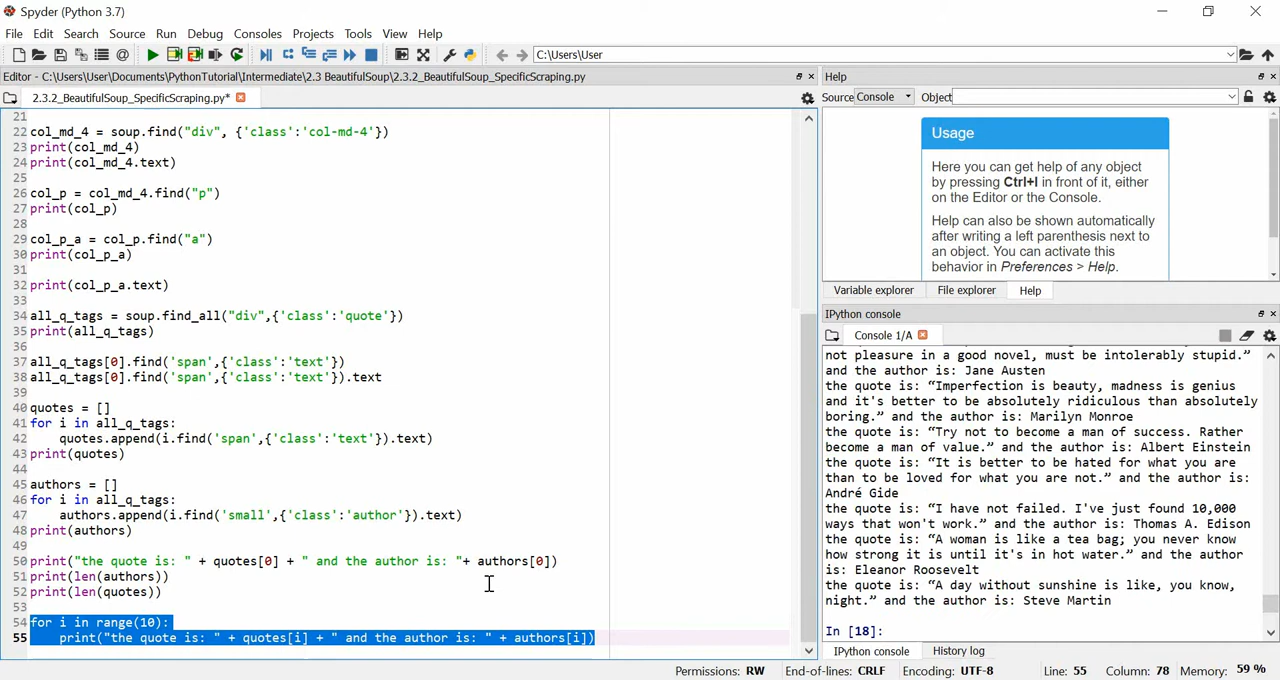 Spyder (Python 3.7)
File Edit Search Source Run Debug Consoles Projects Tools View Help
C:\Users\User
Editor - C:\Users\User\Documents\PythonTutorial\Intermediate\2.3 BeautifulSoup\2.3.2_BeautifulSoup_SpecificScraping.py
2.3.2_BeautifulSoup_SpecificScraping.py*
21
22 col_md_4 = soup.find("div", {'class':'col-md-4'})
23 print(col_md_4)
24 print(col_md_4.text)
25
26 col_p = col_md_4.find("p")
27 print(col_p)
28
29 col_p_a = col_p.find("a")
30 print(col_p_a)
31
32 print(col_p_a.text)
33
34 all_q_tags = soup.find_all("div",{'class':'quote'})
35 print(all_q_tags)
36
37 all_q_tags[0].find('span',{'class':'text'})
38 all_q_tags[0].find('span',{'class':'text'}).text
39
40 quotes = []
41 for i in all_q_tags:
42     quotes.append(i.find('span',{'class':'text'}).text)
43 print(quotes)
44
45 authors = []
46 for i in all_q_tags:
47     authors.append(i.find('small',{'class':'author'}).text)
48 print(authors)
49
50 print("the quote is: " + quotes[0] + " and the author is: "+ authors[0])
51 print(len(authors))
52 print(len(quotes))
53
54 for i in range(10):
55     print("the quote is: " + quotes[i] + " and the author is: " + authors[i])
Help
Source Console Object
Usage
Here you can get help of any object
by pressing Ctrl+I in front of it, either
on the Editor or the Console.
Help can also be shown automatically
after writing a left parenthesis next to
an object. You can activate this
behavior in Preferences > Help.
Variable explorer File explorer Help
IPython console
Console 1/A
not pleasure in a good novel, must be intolerably stupid.”
and the author is: Jane Austen
the quote is: “Imperfection is beauty, madness is genius
and it's better to be absolutely ridiculous than absolutely
boring.” and the author is: Marilyn Monroe
the quote is: “Try not to become a man of success. Rather
become a man of value.” and the author is: Albert Einstein
the quote is: “It is better to be hated for what you are
than to be loved for what you are not.” and the author is:
André Gide
the quote is: “I have not failed. I've just found 10,000
ways that won't work.” and the author is: Thomas A. Edison
the quote is: “A woman is like a tea bag; you never know
how strong it is until it's in hot water.” and the author
is: Eleanor Roosevelt
the quote is: “A day without sunshine is like, you know,
night.” and the author is: Steve Martin
In [18]:
IPython console History log
Permissions: RW End-of-lines: CRLF Encoding: UTF-8 Line: 55 Column: 78 Memory: 59 %